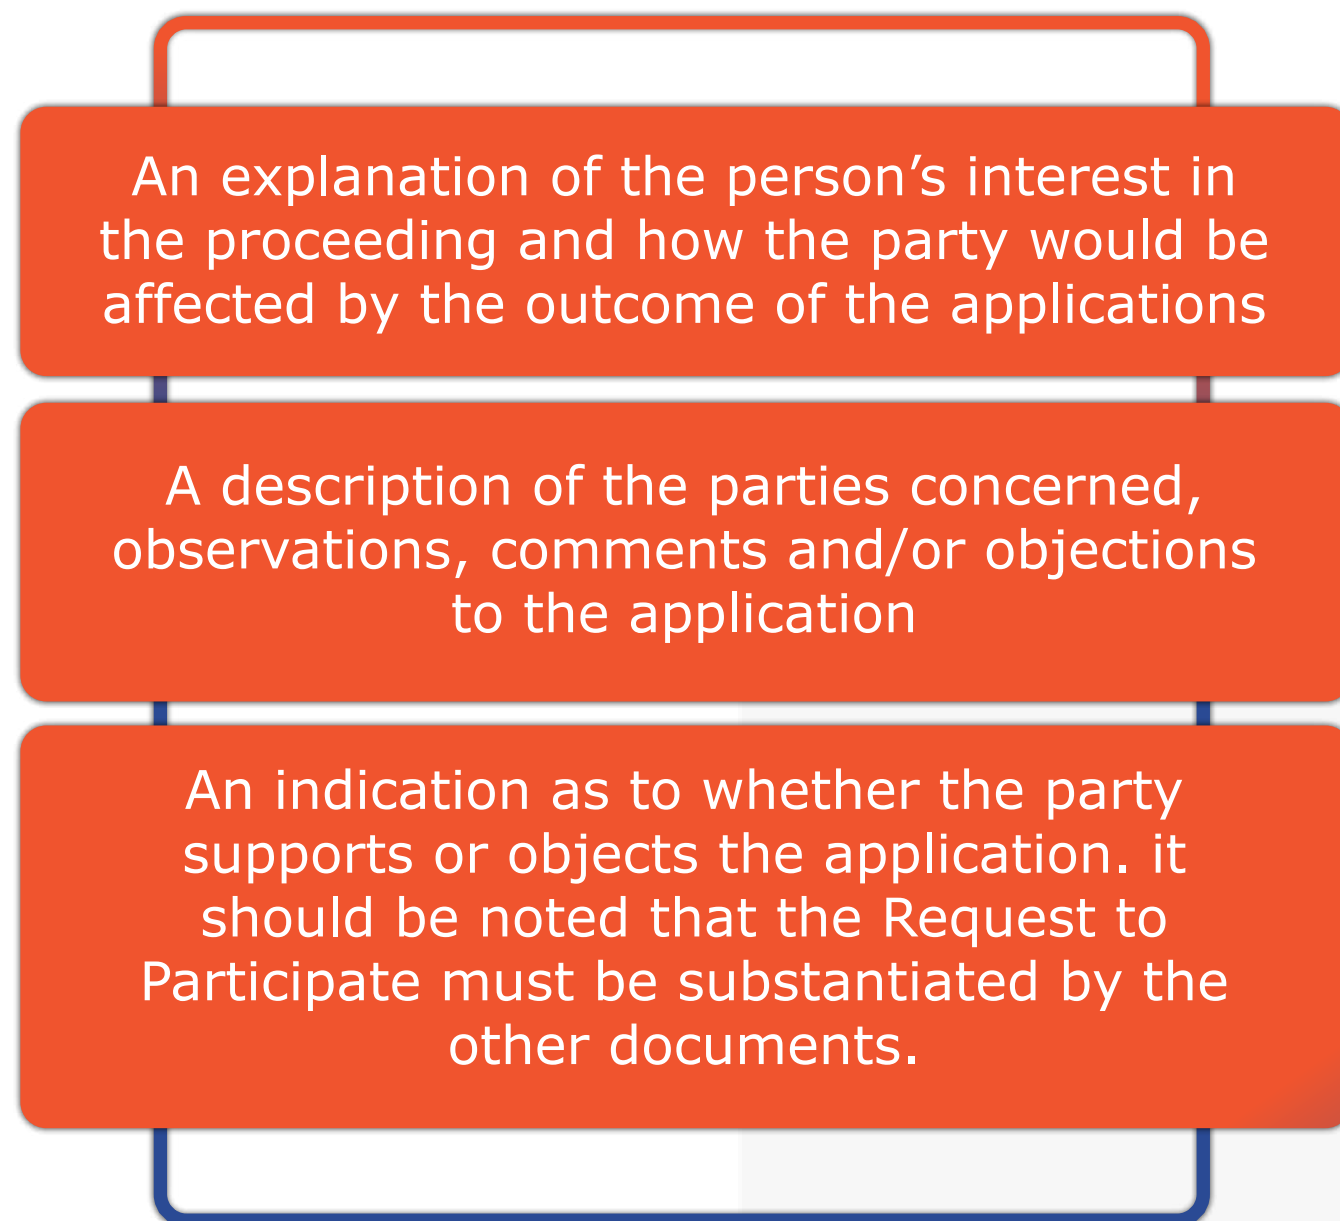 An explanation of the person’s interest in
the proceeding and how the party would be
affected by the outcome of the applications
A description of the parties concerned,
observations, comments and/or objections
to the application
An indication as to whether the party
supports or objects the application. it
should be noted that the Request to
Participate must be substantiated by the
other documents.